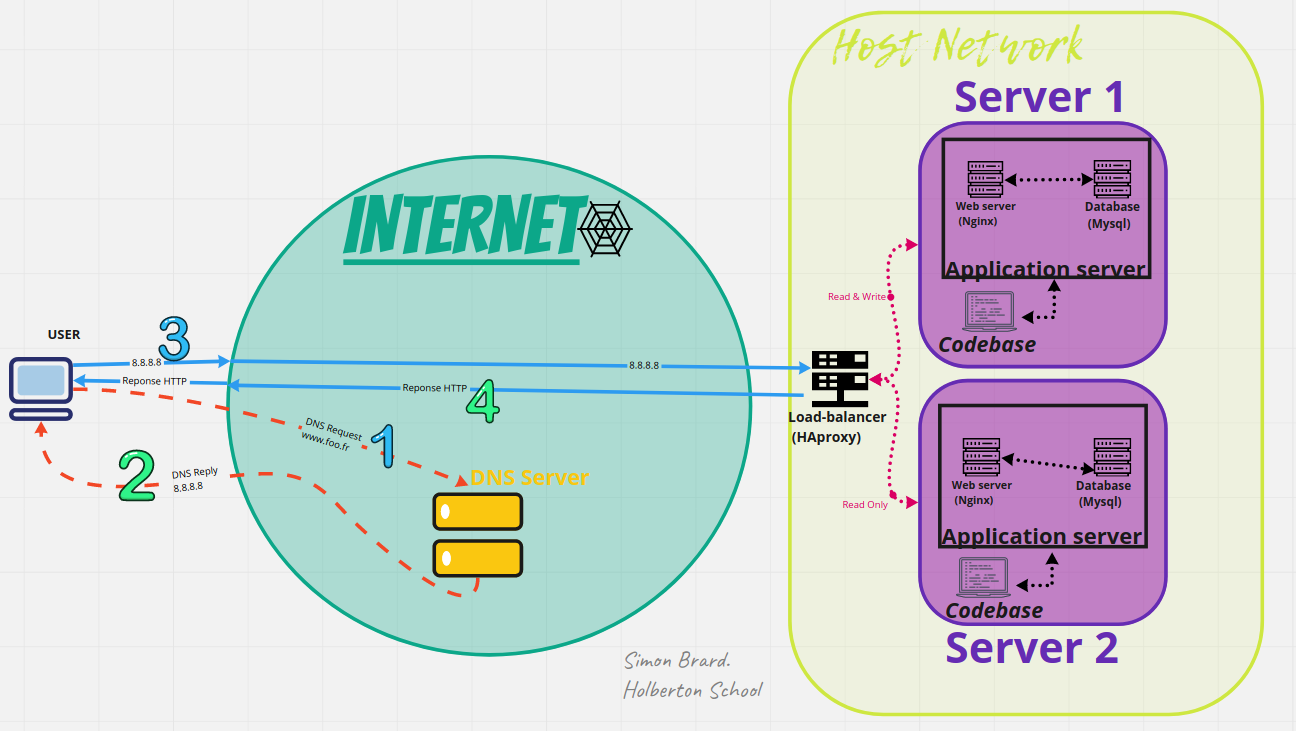 Host Network
Server 1
Web server
(Nginx)
Database
(Mysql)
Application server
Codebase
INTERNET
USER
3
8.8.8.8
8.8.8.8
Reponse HTTP
Reponse HTTP
4
DNS Request
www.foo.fr
1
2
DNS Reply
8.8.8.8
DNS Server
Read & Write
Load-balancer
(HAproxy)
Read Only
Web server
(Nginx)
Database
(Mysql)
Application server
Codebase
Server 2
Simon Brard.
Holberton School